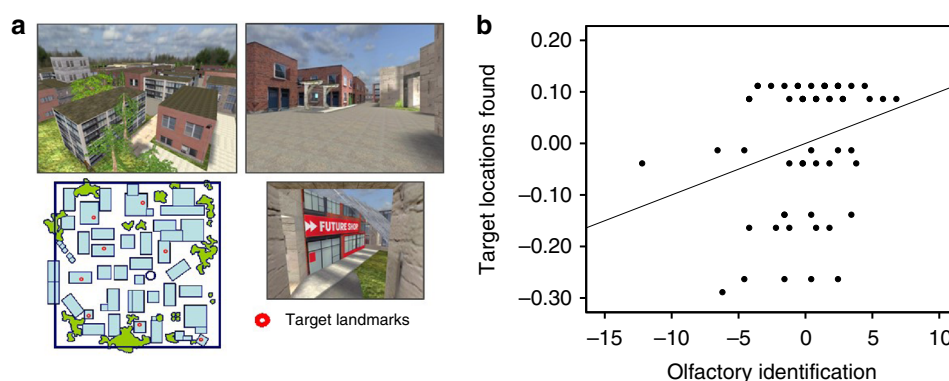 a
FUTURE SHOP
Target landmarks
b
Target locations found
0.20
0.10
0.00
−0.10
−0.20
−0.30
−15
−10
−5
0
5
10
Olfactory identification